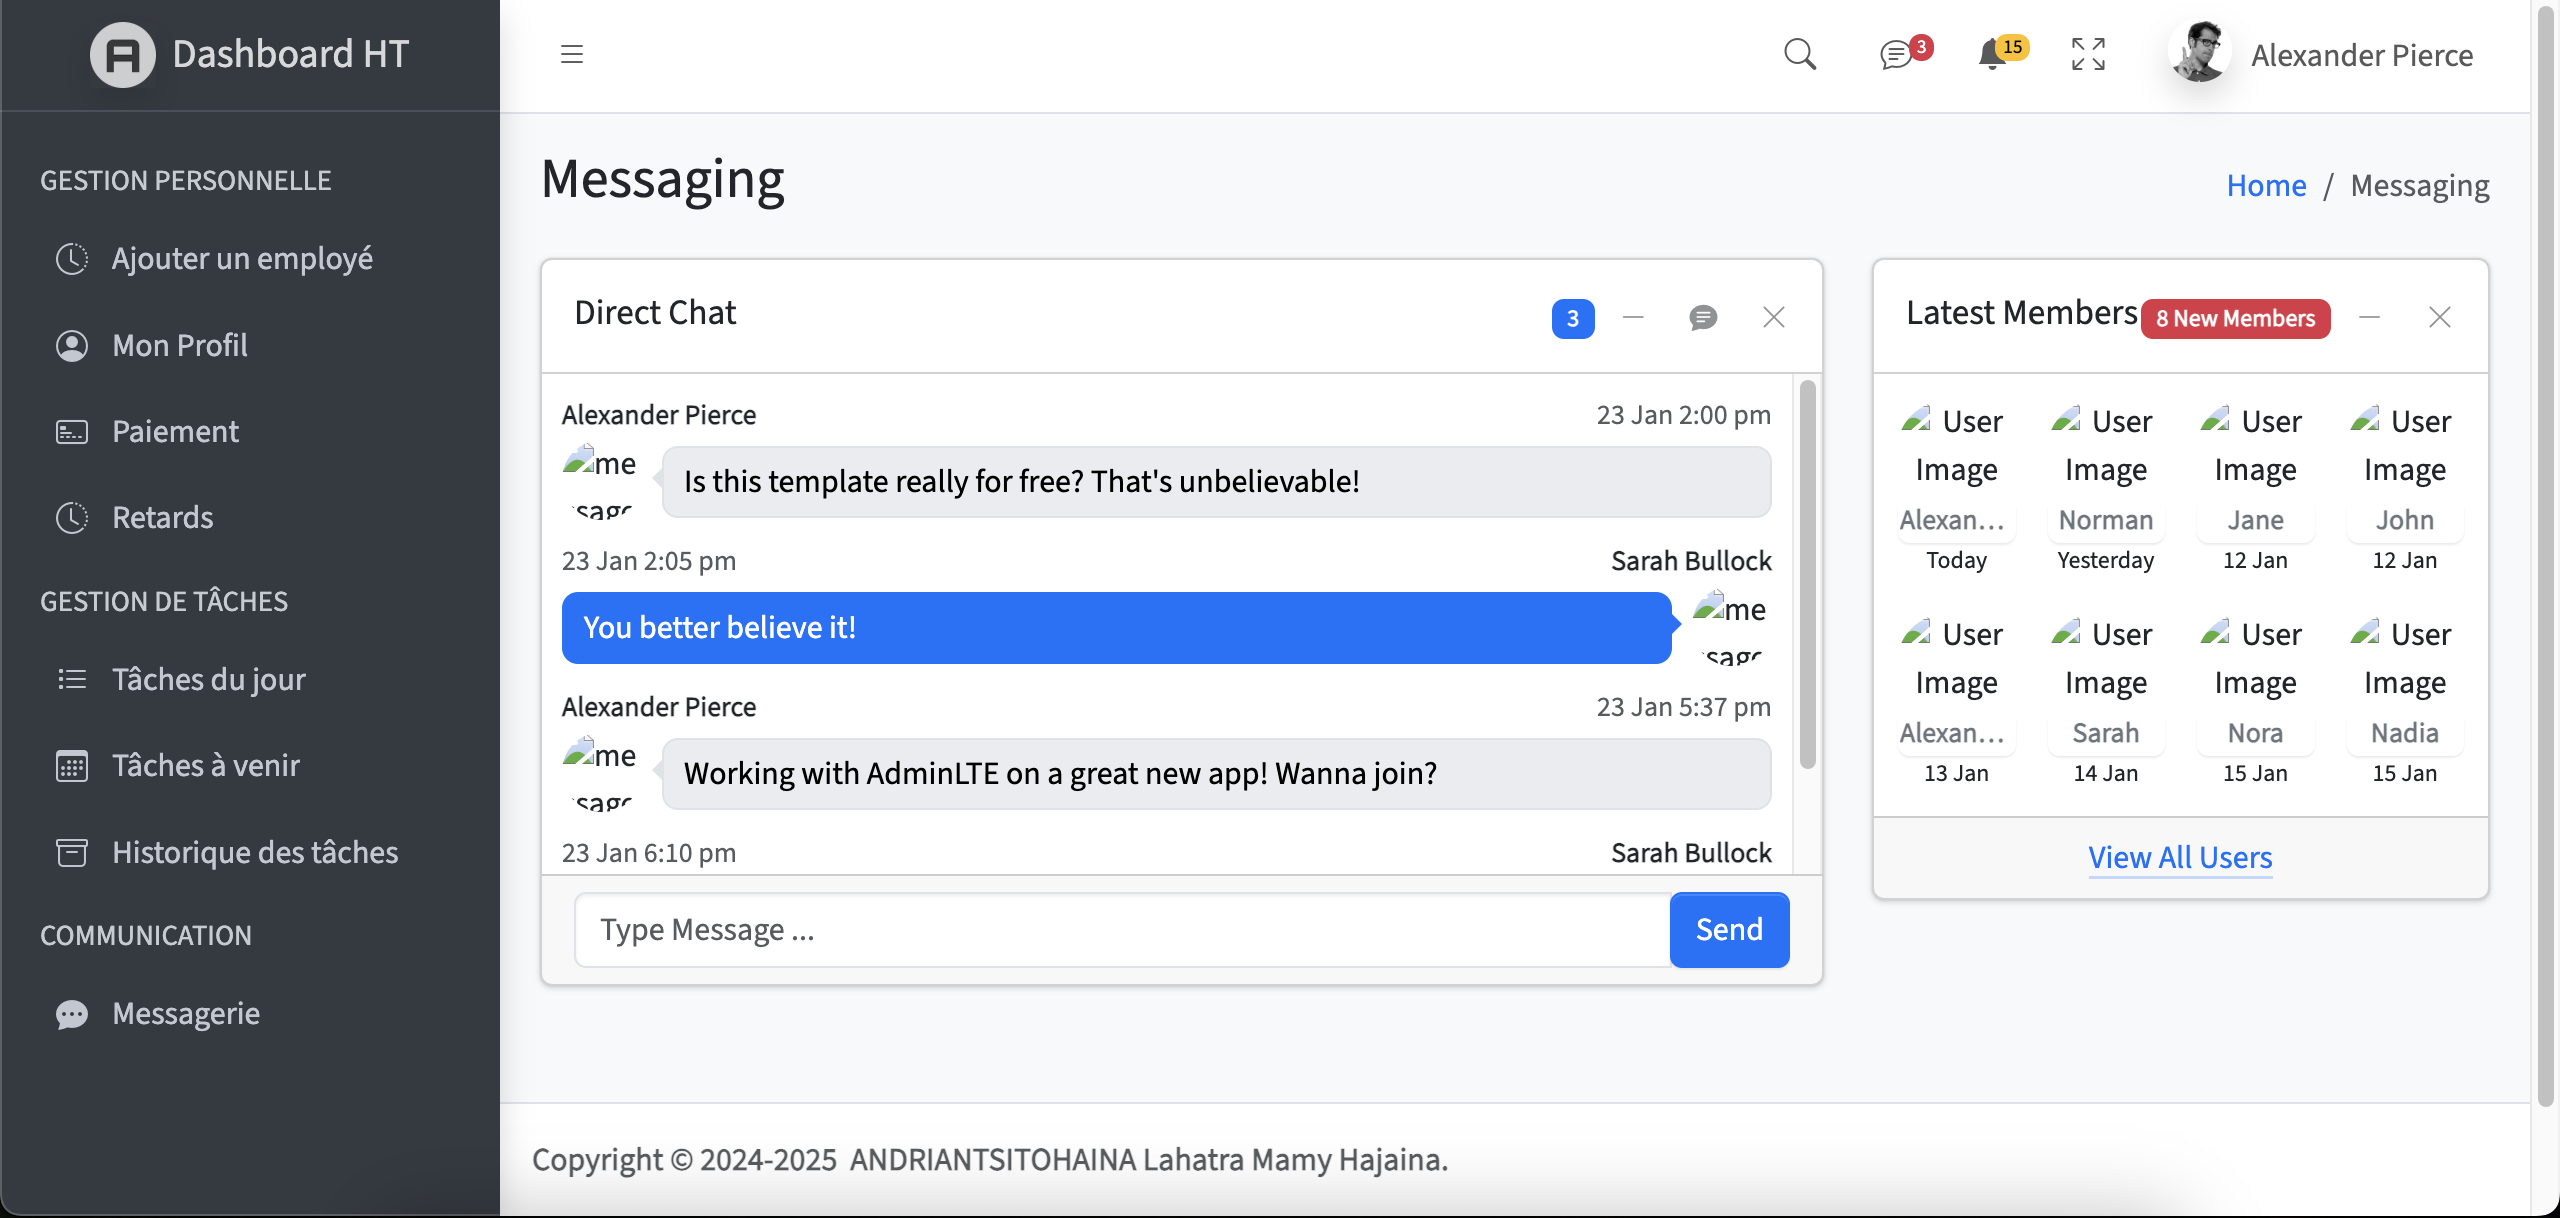 Dashboard HT
3
15
Alexander Pierce
GESTION PERSONNELLE
Ajouter un employé
Mon Profil
Paiement
Retards
GESTION DE TÂCHES
Tâches du jour
Tâches à venir
Historique des tâches
COMMUNICATION
Messagerie
Messaging
Home / Messaging
Direct Chat
3
Alexander Pierce 23 Jan 2:00 pm
me
sage
Is this template really for free? That's unbelievable!
23 Jan 2:05 pm Sarah Bullock
You better believe it!
me
sage
Alexander Pierce 23 Jan 5:37 pm
me
sage
Working with AdminLTE on a great new app! Wanna join?
23 Jan 6:10 pm Sarah Bullock
Type Message ...
Send
Latest Members 8 New Members
User User User User
Image Image Image Image
Alexan... Norman Jane John
Today Yesterday 12 Jan 12 Jan
User User User User
Image Image Image Image
Alexan... Sarah Nora Nadia
13 Jan 14 Jan 15 Jan 15 Jan
View All Users
Copyright © 2024-2025 ANDRIANTSITOHAINA Lahatra Mamy Hajaina.